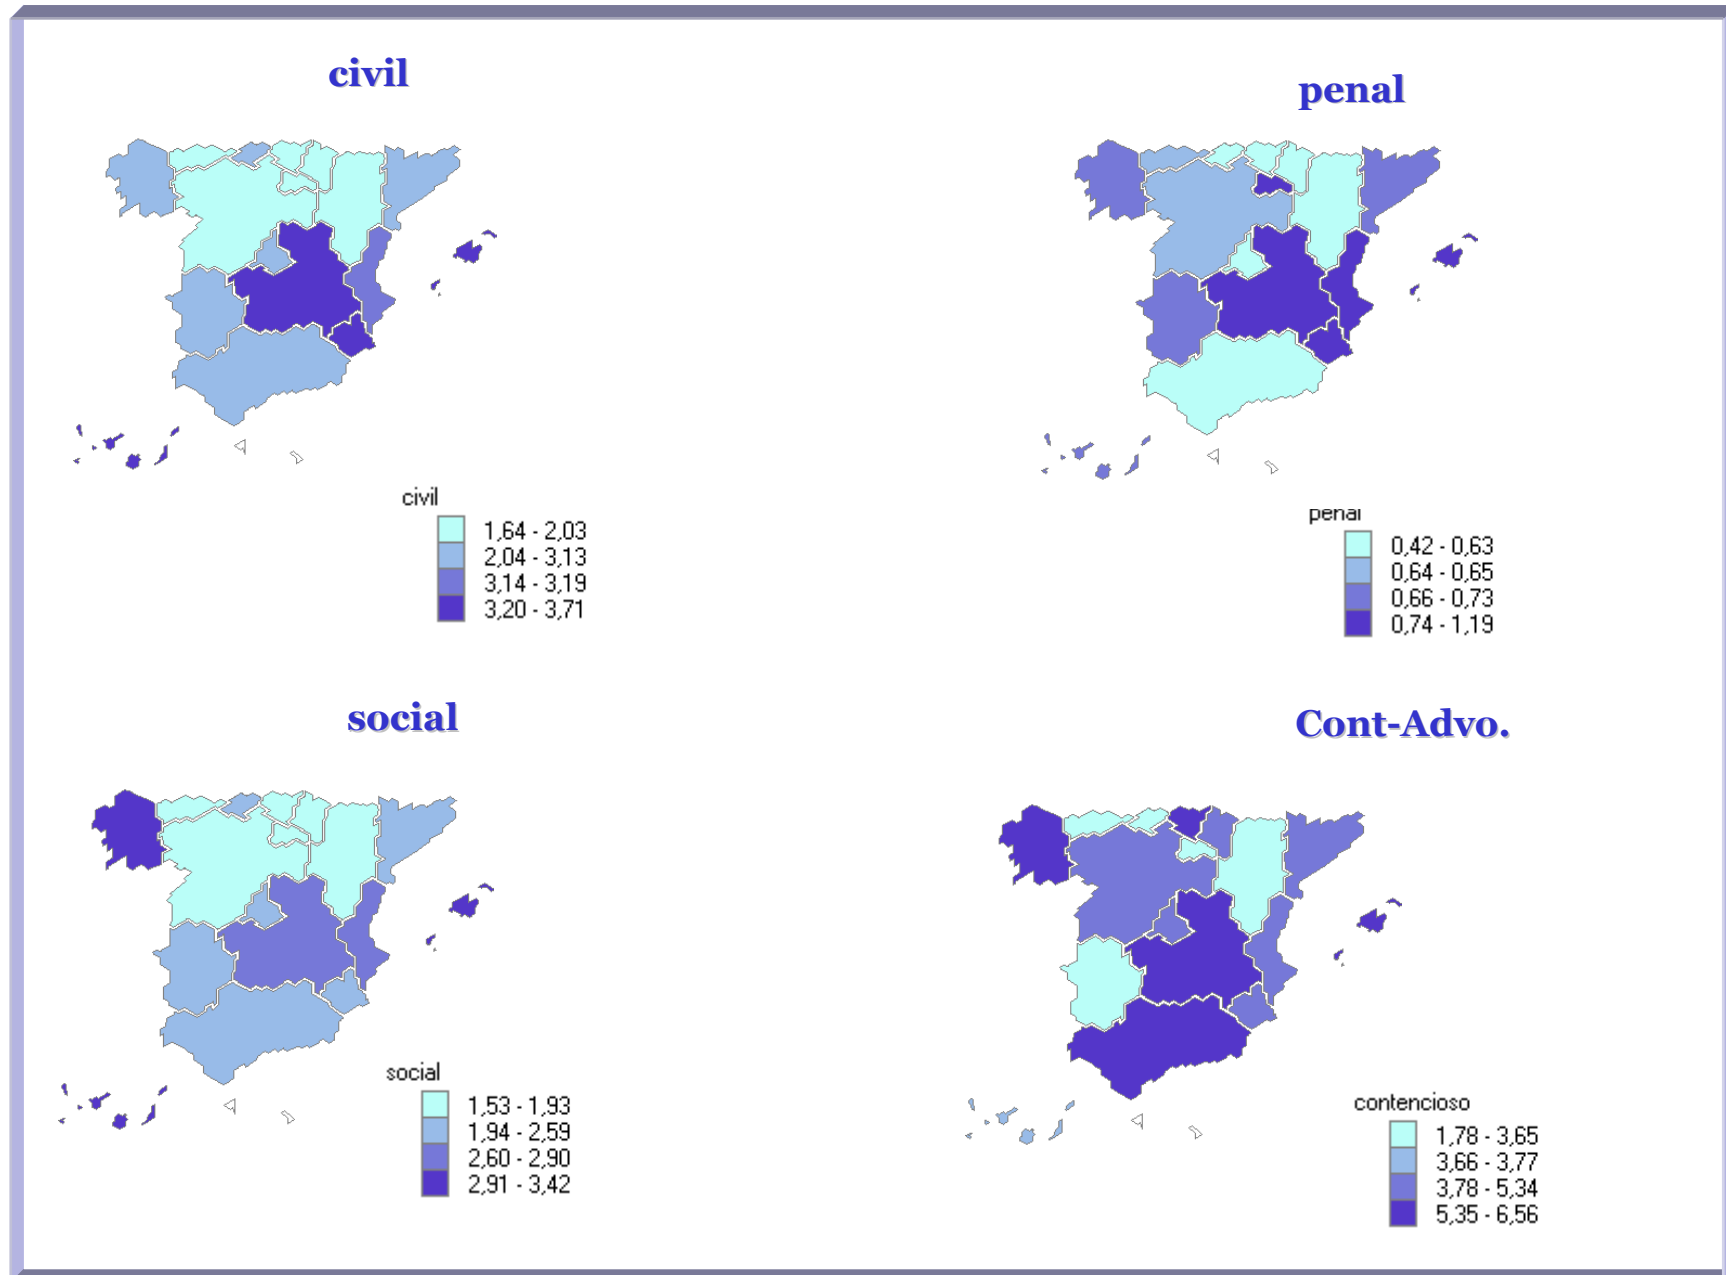 civil
penal
civil
1,64 - 2,03
2,04 - 3,13
3,14 - 3,19
3,20 - 3,71
penal
0,42 - 0,63
0,64 - 0,65
0,66 - 0,73
0,74 - 1,19
social
Cont-Advo.
social
1,53 - 1,93
1,94 - 2,59
2,60 - 2,90
2,91 - 3,42
contencioso
1,78 - 3,65
3,66 - 3,77
3,78 - 5,34
5,35 - 6,56